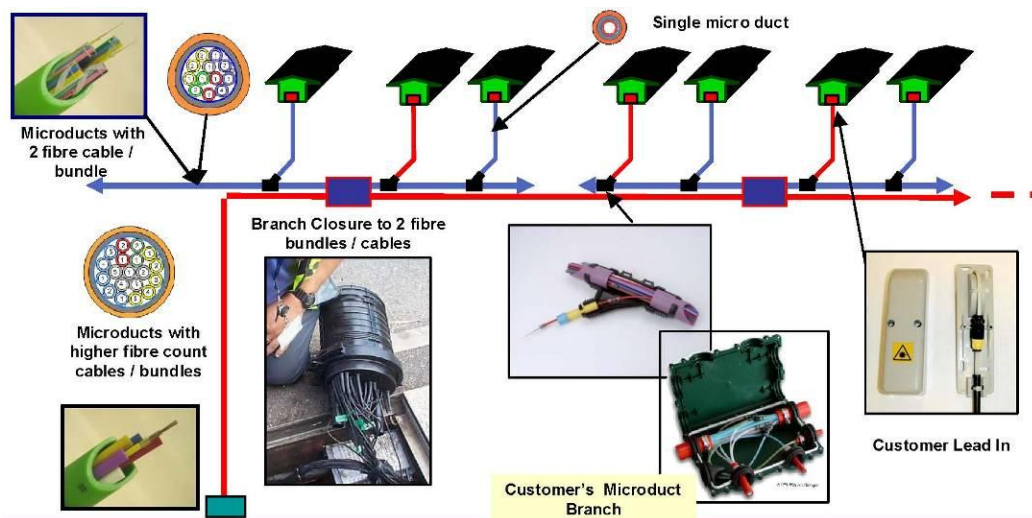 Single micro duct
Microducts with
2 fibre cable /
bundle
Branch Closure to 2 fibre
bundles / cables
Microducts with
higher fibre count
cables / bundles
Customer Lead In
Customer's Microduct
Branch